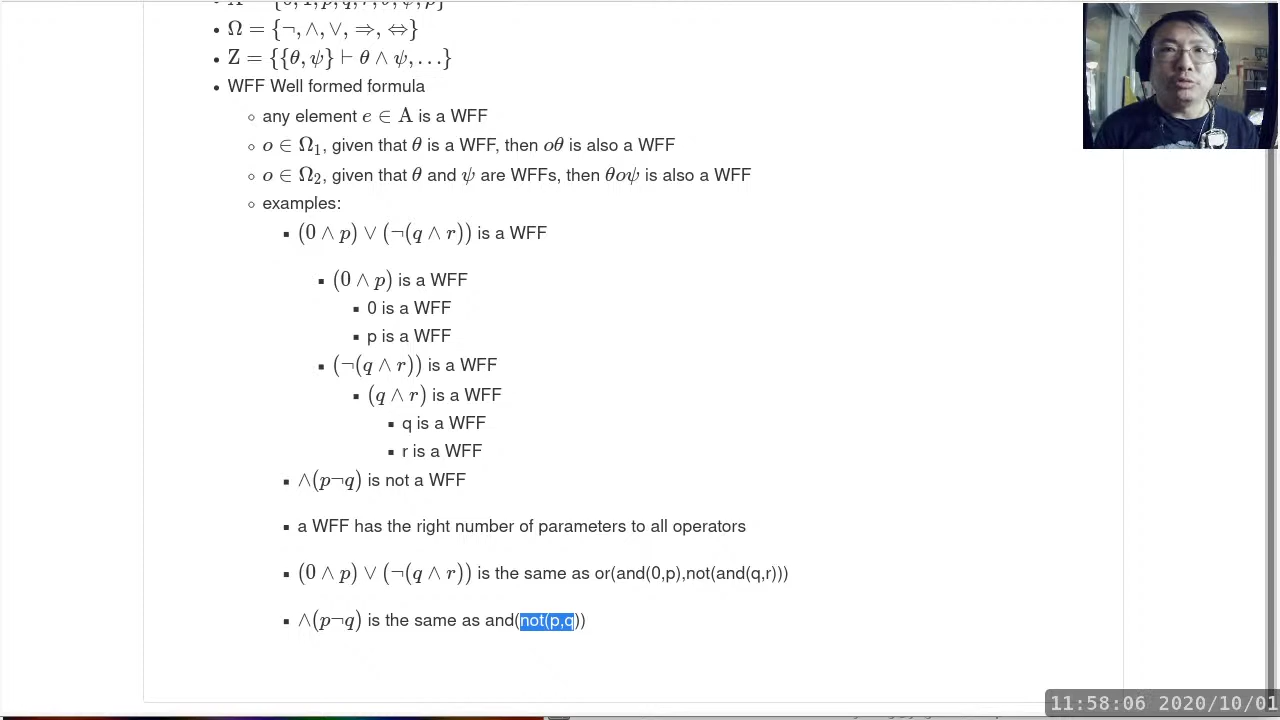 Ω = {¬, ∧, ∨, ⇒, ⇔}
Z = {{θ, ψ} ⊢ θ ∧ ψ, …}
WFF Well formed formula
any element e ∈ A is a WFF
o ∈ Ω₁, given that θ is a WFF, then oθ is also a WFF
o ∈ Ω₂, given that θ and ψ are WFFs, then θoψ is also a WFF
examples:
(0 ∧ p) ∨ (¬(q ∧ r)) is a WFF
(0 ∧ p) is a WFF
0 is a WFF
p is a WFF
(¬(q ∧ r)) is a WFF
(q ∧ r) is a WFF
q is a WFF
r is a WFF
∧(p¬q) is not a WFF
a WFF has the right number of parameters to all operators
(0 ∧ p) ∨ (¬(q ∧ r)) is the same as or(and(0,p),not(and(q,r)))
∧(p¬q) is the same as and(not(p,q))
11:58:06 2020/10/01